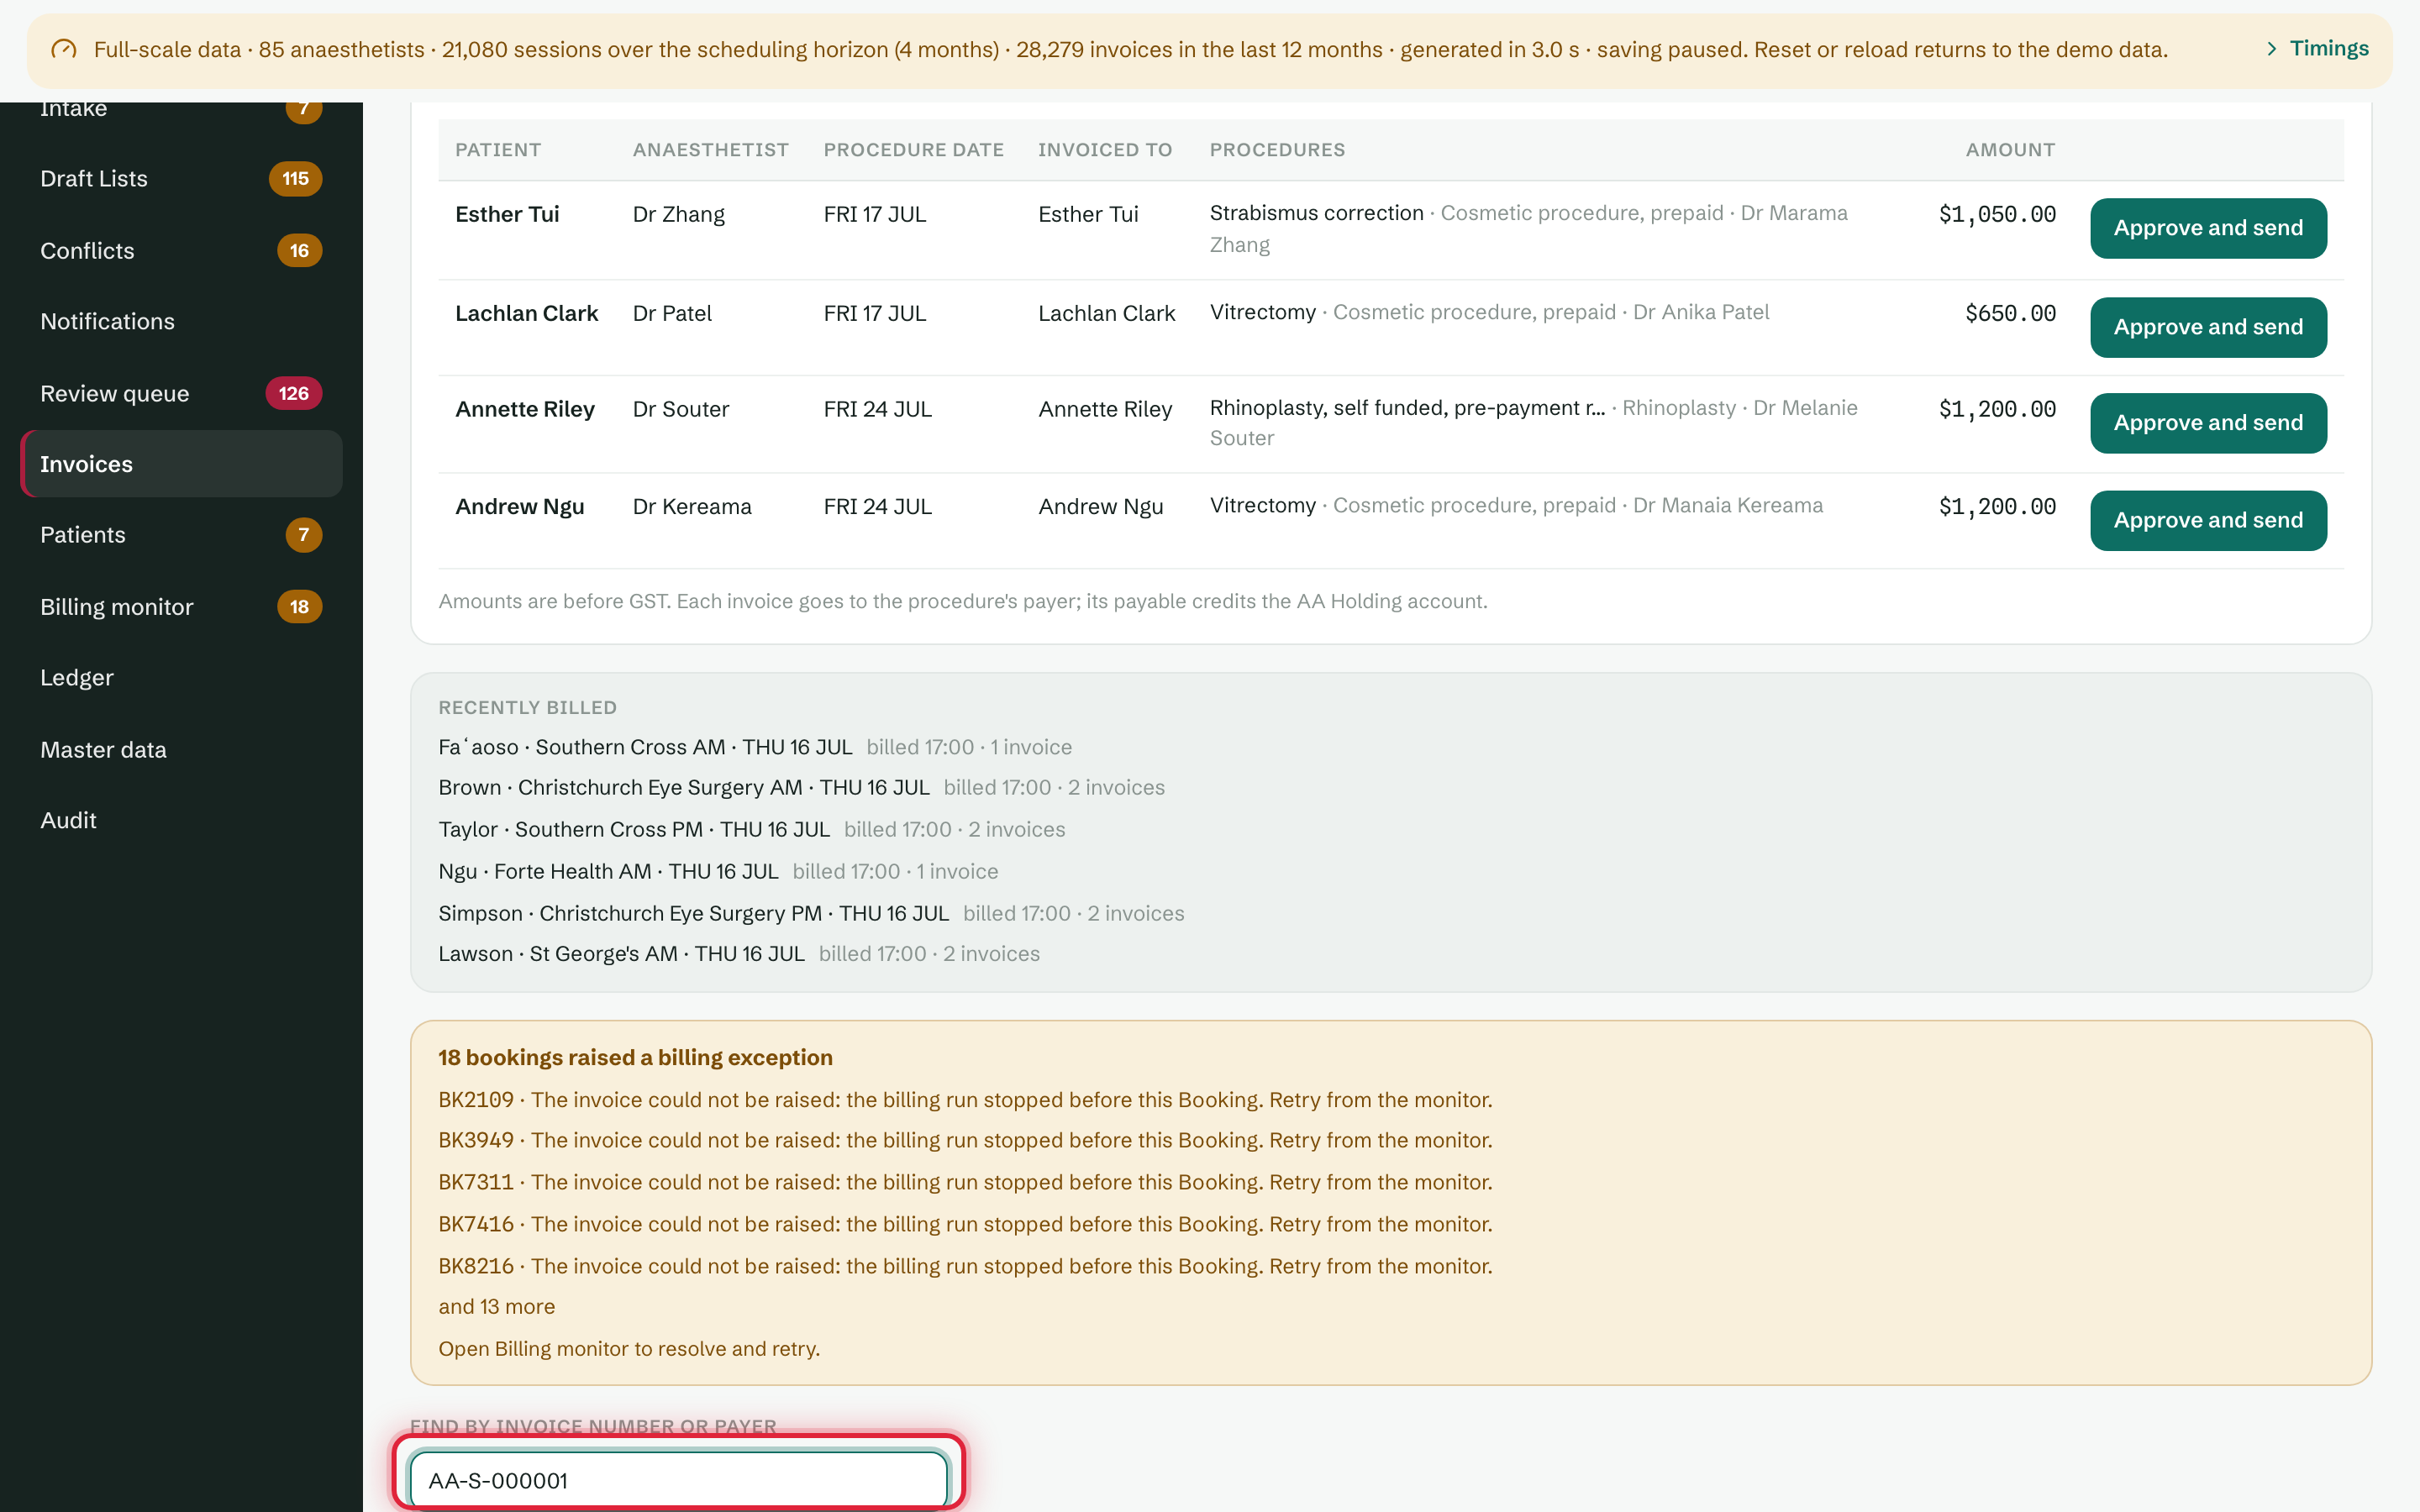 Full-scale data · 85 anaesthetists · 21,080 sessions over the scheduling horizon (4 months) · 28,279 invoices in the last 12 months · generated in 3.0 s · saving paused. Reset or reload returns to the demo data.
Timings
Intake 7
Draft Lists 115
Conflicts 16
Notifications
Review queue 126
Invoices
Patients 7
Billing monitor 18
Ledger
Master data
Audit
PATIENT ANAESTHETIST PROCEDURE DATE INVOICED TO PROCEDURES AMOUNT
Esther Tui Dr Zhang FRI 17 JUL Esther Tui Strabismus correction · Cosmetic procedure, prepaid · Dr Marama $1,050.00 Approve and send
Zhang
Lachlan Clark Dr Patel FRI 17 JUL Lachlan Clark Vitrectomy · Cosmetic procedure, prepaid · Dr Anika Patel $650.00 Approve and send
Annette Riley Dr Souter FRI 24 JUL Annette Riley Rhinoplasty, self funded, pre-payment r... · Rhinoplasty · Dr Melanie $1,200.00 Approve and send
Souter
Andrew Ngu Dr Kereama FRI 24 JUL Andrew Ngu Vitrectomy · Cosmetic procedure, prepaid · Dr Manaia Kereama $1,200.00 Approve and send
Amounts are before GST. Each invoice goes to the procedure's payer; its payable credits the AA Holding account.
RECENTLY BILLED
Faʻaoso · Southern Cross AM · THU 16 JUL billed 17:00 · 1 invoice
Brown · Christchurch Eye Surgery AM · THU 16 JUL billed 17:00 · 2 invoices
Taylor · Southern Cross PM · THU 16 JUL billed 17:00 · 2 invoices
Ngu · Forte Health AM · THU 16 JUL billed 17:00 · 1 invoice
Simpson · Christchurch Eye Surgery PM · THU 16 JUL billed 17:00 · 2 invoices
Lawson · St George's AM · THU 16 JUL billed 17:00 · 2 invoices
18 bookings raised a billing exception
BK2109 · The invoice could not be raised: the billing run stopped before this Booking. Retry from the monitor.
BK3949 · The invoice could not be raised: the billing run stopped before this Booking. Retry from the monitor.
BK7311 · The invoice could not be raised: the billing run stopped before this Booking. Retry from the monitor.
BK7416 · The invoice could not be raised: the billing run stopped before this Booking. Retry from the monitor.
BK8216 · The invoice could not be raised: the billing run stopped before this Booking. Retry from the monitor.
and 13 more
Open Billing monitor to resolve and retry.
FIND BY INVOICE NUMBER OR PAYER
AA-S-000001